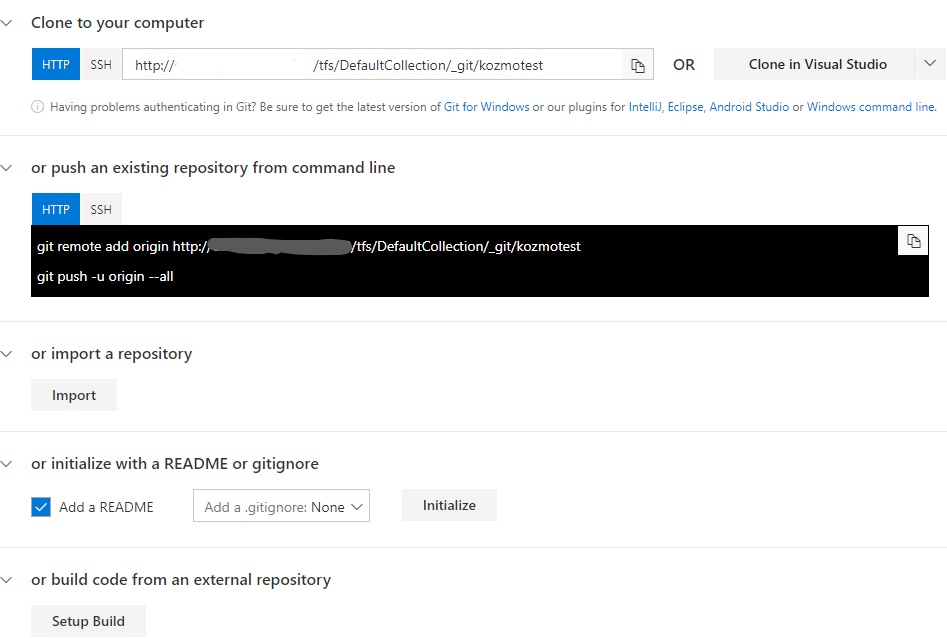 Clone to your computer
HTTP SSH http:// /tfs/DefaultCollection/_git/kozmotest OR Clone in Visual Studio
Having problems authenticating in Git? Be sure to get the latest version of Git for Windows or our plugins for IntelliJ, Eclipse, Android Studio or Windows command line.
or push an existing repository from command line
HTTP SSH
git remote add origin http:// /tfs/DefaultCollection/_git/kozmotest
git push -u origin --all
or import a repository
Import
or initialize with a README or gitignore
Add a README Add a .gitignore: None Initialize
or build code from an external repository
Setup Build